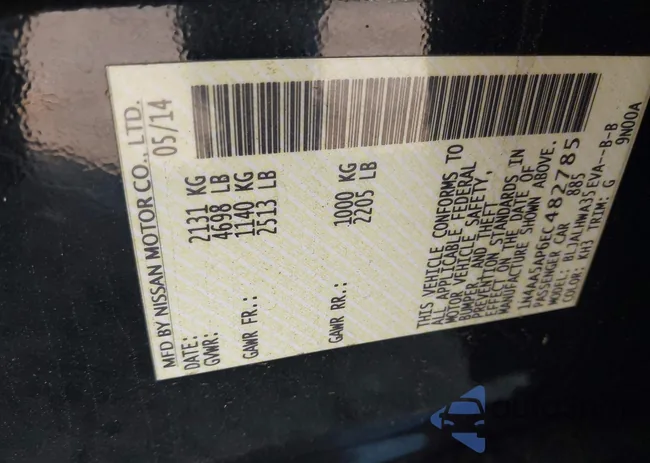 MFD BY NISSAN MOTOR CO., LTD.
DATE: 05/14
GVWR: 2131 KG
4698 LB
GAWR FR.: 1140 KG
2513 LB
GAWR RR.: 1000 KG
2205 LB
THIS VEHICLE CONFORMS TO
ALL APPLICABLE FEDERAL
MOTOR VEHICLE SAFETY,
BUMPER, AND THEFT
PREVENTION STANDARDS IN
EFFECT ON THE DATE OF
MANUFACTURE SHOWN ABOVE.
1N4AA5AP6EC482785
PASSENGER CAR 885
MODEL: BLJALHWA35EVA--B-B
COLOR: KH3 TRIM: G 9N00A